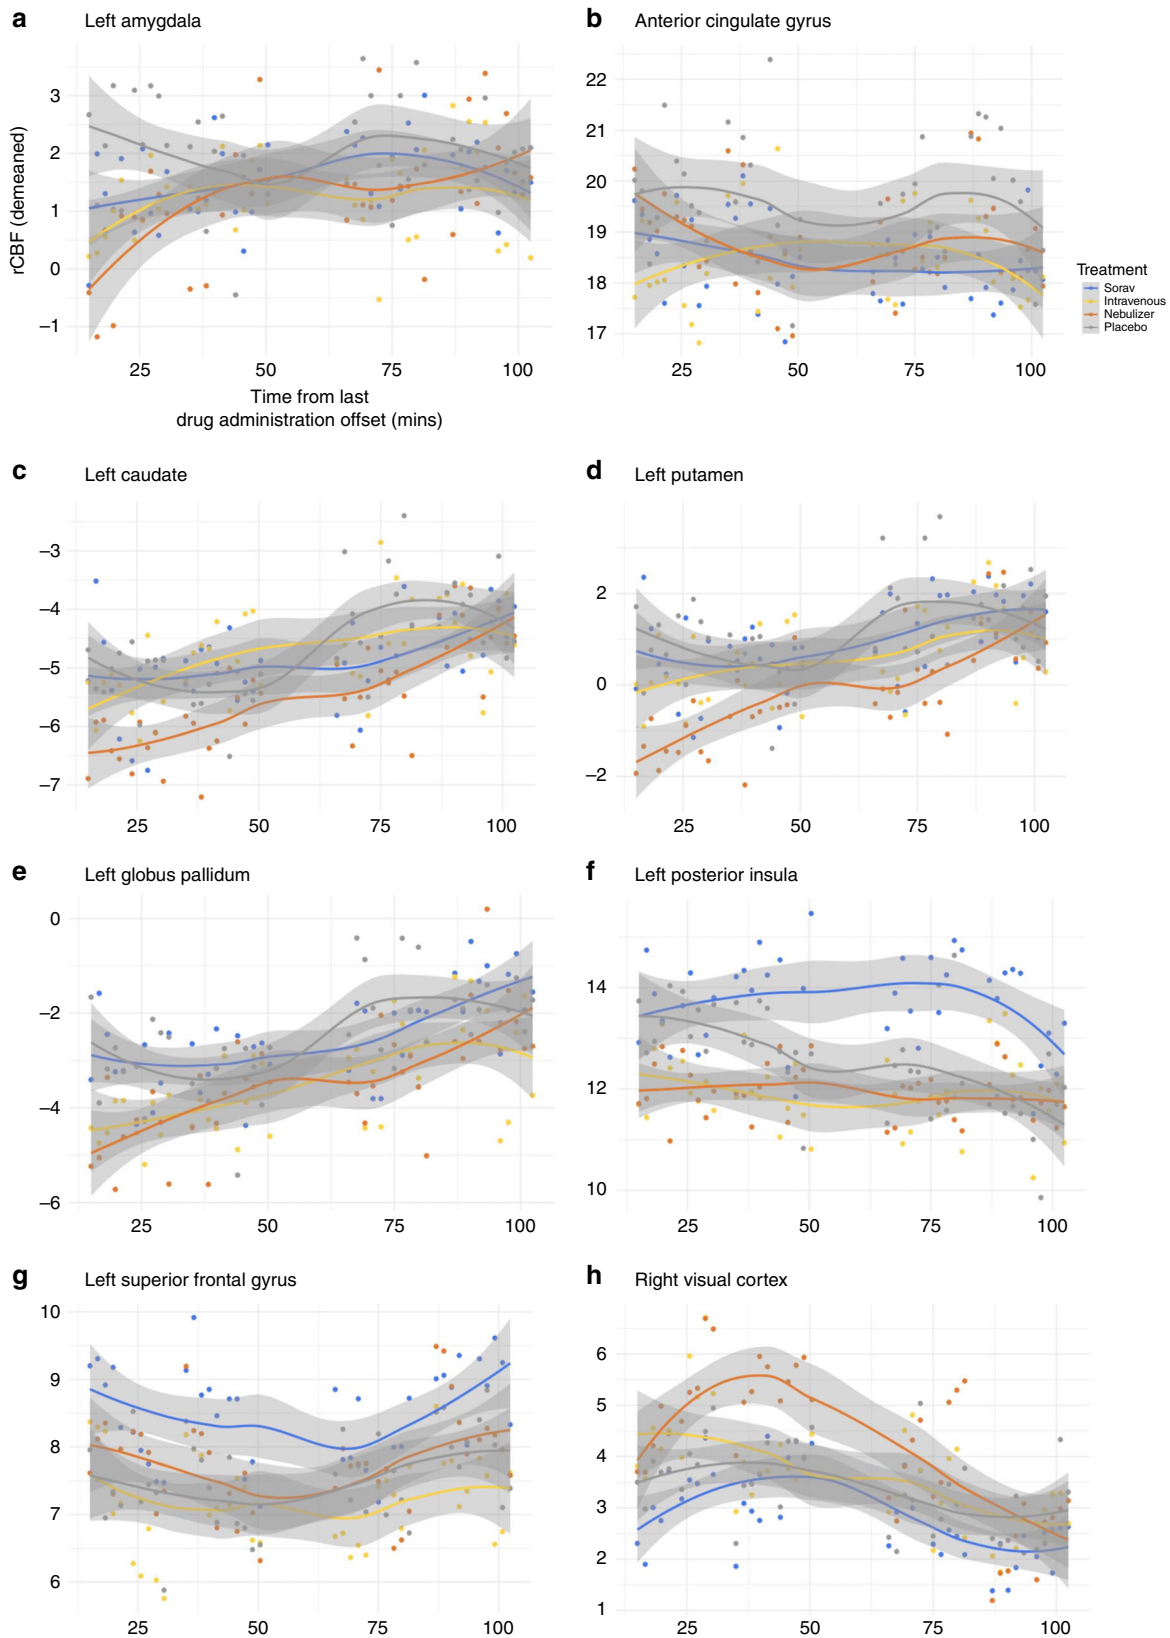 a Left amygdala
3
2
1
0
−1
rCBF (demeaned)
25 50 75 100
Time from last
drug administration offset (mins)
b Anterior cingulate gyrus
22
21
20
19
18
17
25 50 75 100
Treatment
Sorav
Intravenous
Nebulizer
Placebo
c Left caudate
−3
−4
−5
−6
−7
25 50 75 100
d Left putamen
2
0
−2
25 50 75 100
e Left globus pallidum
0
−2
−4
−6
25 50 75 100
f Left posterior insula
14
12
10
25 50 75 100
g Left superior frontal gyrus
10
9
8
7
6
25 50 75 100
h Right visual cortex
6
5
4
3
2
1
25 50 75 100